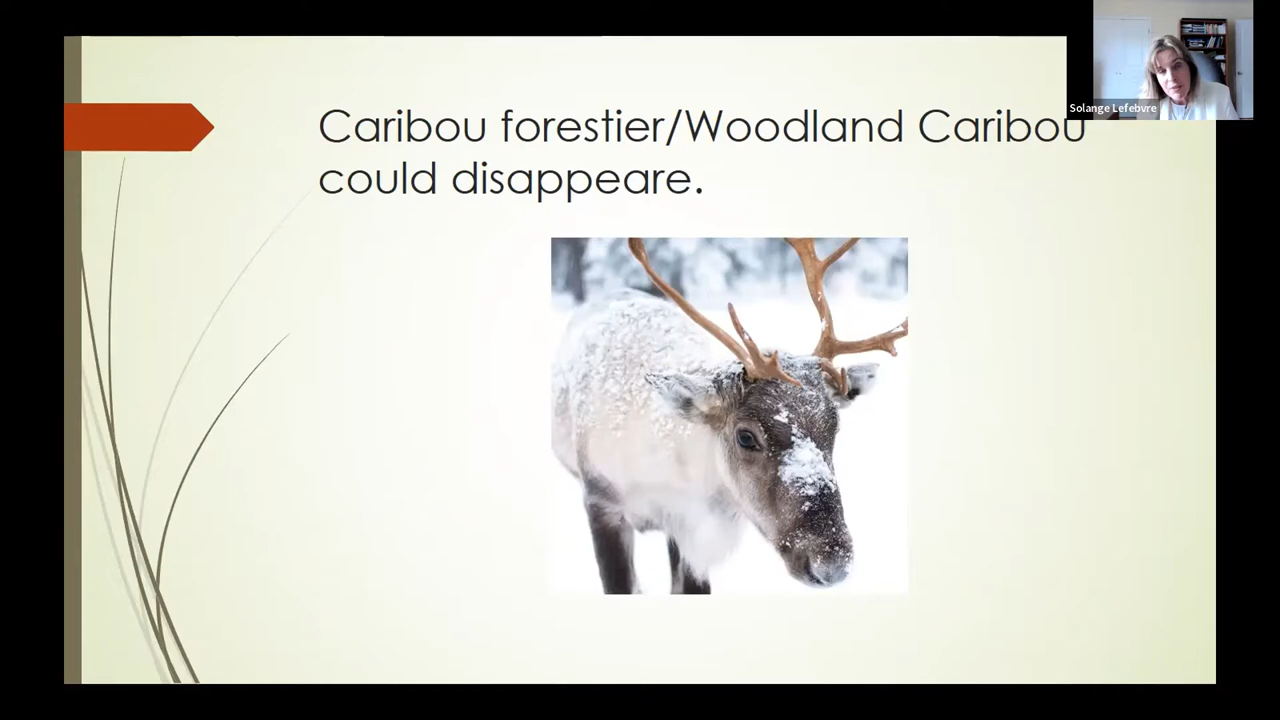 Caribou forestier/Woodland Caribou
could disappeare.
Solange Lefebvre